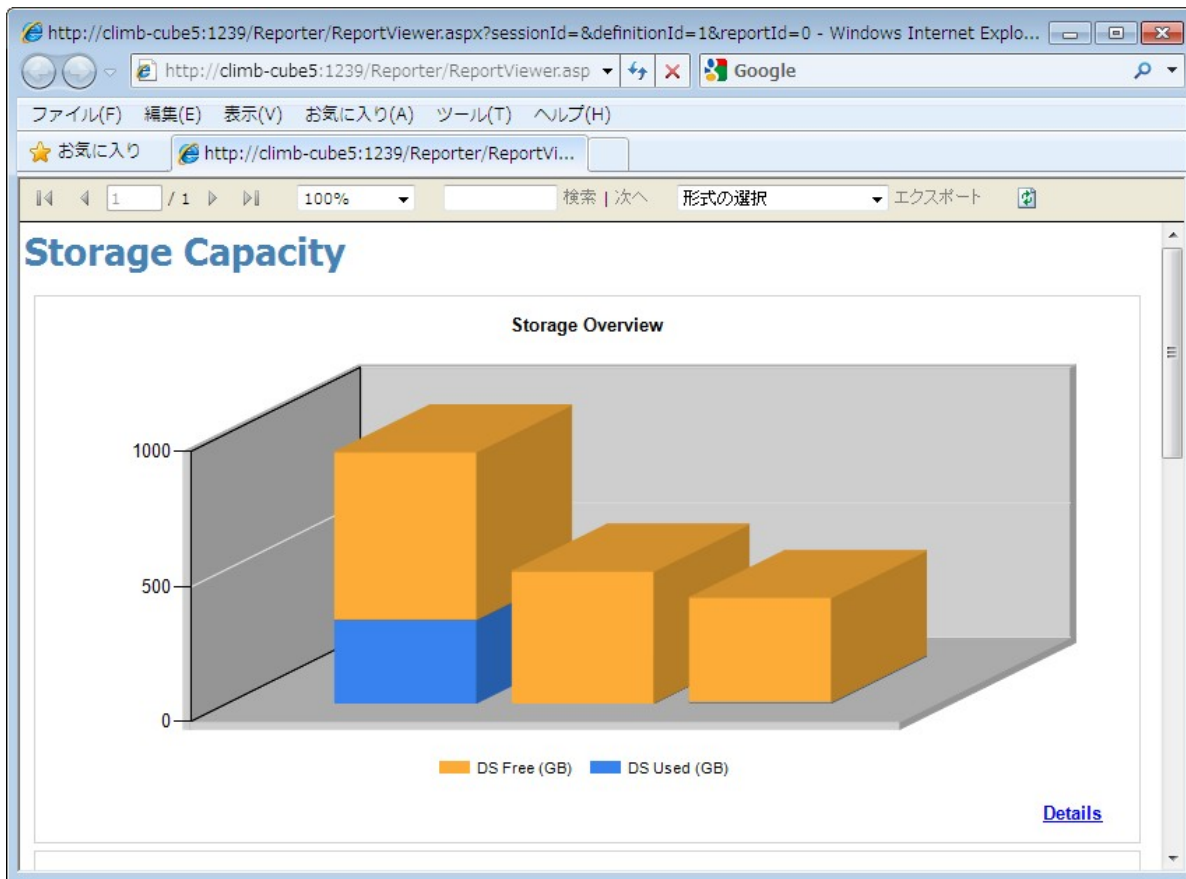 http://climb-cube5:1239/Reporter/ReportViewer.aspx?sessionId=&definitionId=1&reportId=0 - Windows Internet Explo...
http://climb-cube5:1239/Reporter/ReportViewer.asp Google
ファイル(F) 編集(E) 表示(V) お気に入り(A) ツール(T) ヘルプ(H)
お気に入り http://climb-cube5:1239/Reporter/ReportVi...
1 / 1 100% 検索 | 次へ 形式の選択 エクスポート
Storage Capacity
Storage Overview
1000
500
0
DS Free (GB) DS Used (GB)
Details